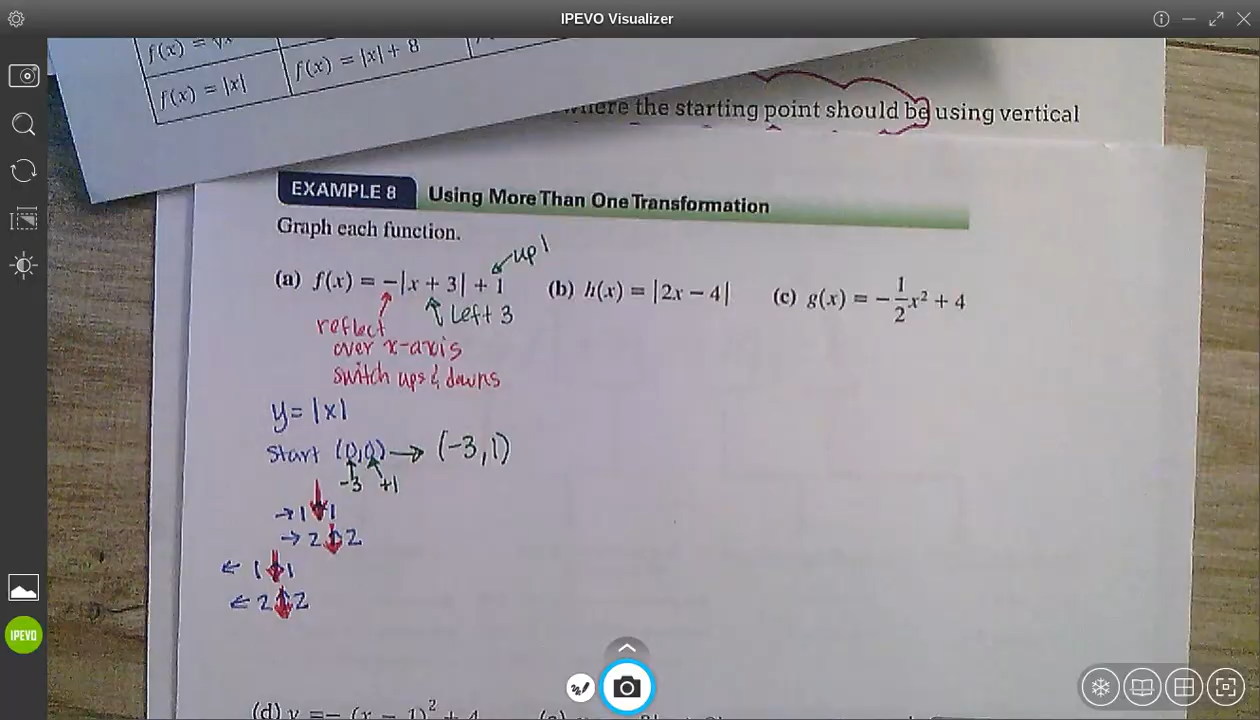 IPEVO Visualizer
f(x) = |x|
f(x) = |x| + 8
where the starting point should be using vertical
EXAMPLE 8 Using More Than One Transformation
Graph each function.
up 1
(a) f(x) = −|x + 3| + 1
(b) h(x) = |2x − 4|
(c) g(x) = −1/2x² + 4
left 3
reflect
over x-axis
switch ups & downs
y = |x|
Start (0,0) → (-3,1)
-3 +1
→ 1 ↓ 1
→ 2 ↓ 2
← 1 ↓ 1
← 2 ↓ 2
IPEVO